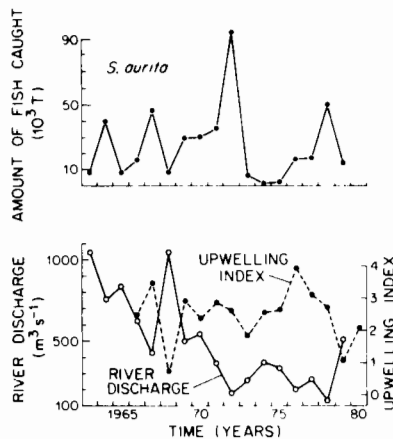 AMOUNT OF FISH CAUGHT
(10³ T)
90
50
10
S. aurita
RIVER DISCHARGE
(m³ s⁻¹)
1000
500
100
UPWELLING
INDEX
RIVER
DISCHARGE
4
3
2
1
0
UPWELLING INDEX
1965
70
75
80
TIME (YEARS)